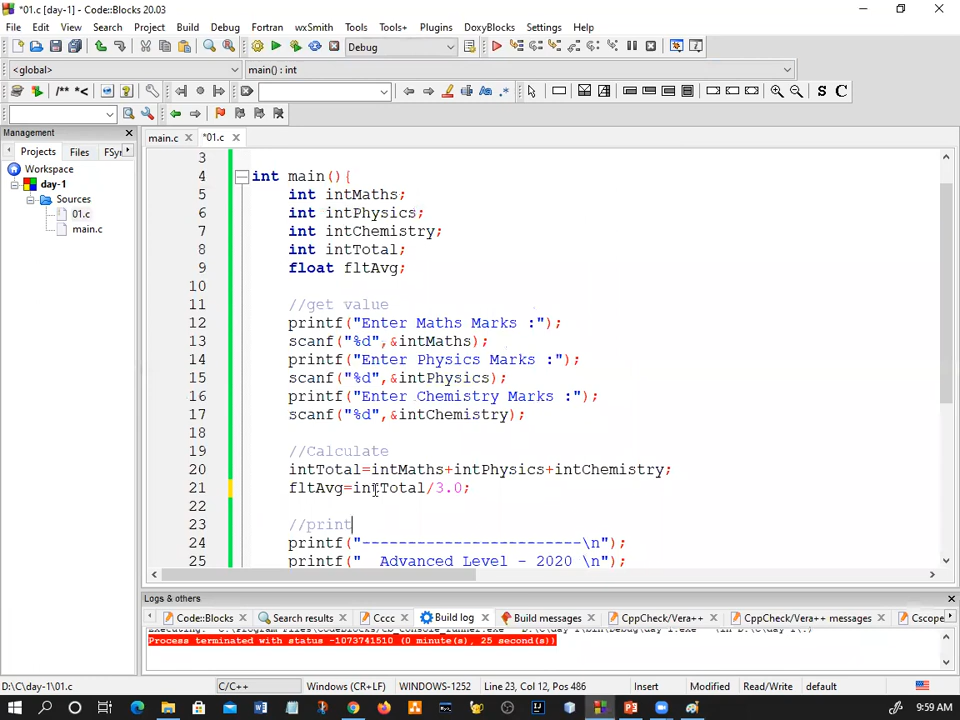 *01.c [day-1] - Code::Blocks 20.03
File Edit View Search Project Build Debug Fortran wxSmith Tools Tools+ Plugins DoxyBlocks Settings Help
Debug
<global> main() : int
/** *< Aa .* S C
Management
main.c *01.c
Projects Files FSy
Workspace
day-1
Sources
01.c
main.c
3
4 int main(){
5 int intMaths;
6 int intPhysics;
7 int intChemistry;
8 int intTotal;
9 float fltAvg;
10
11 //get value
12 printf("Enter Maths Marks :");
13 scanf("%d",&intMaths);
14 printf("Enter Physics Marks :");
15 scanf("%d",&intPhysics);
16 printf("Enter Chemistry Marks :");
17 scanf("%d",&intChemistry);
18
19 //Calculate
20 intTotal=intMaths+intPhysics+intChemistry;
21 fltAvg=intTotal/3.0;
22
23 //print
24 printf("------------------------\n");
25 printf("  Advanced Level - 2020 \n");
Logs & others
Code::Blocks Search results Cccc Build log Build messages CppCheck/Vera++ CppCheck/Vera++ messages Cscope
Process terminated with status -1073741510 (0 minute(s), 25 second(s))
D:\C\day-1\01.c C/C++ Windows (CR+LF) WINDOWS-1252 Line 23, Col 12, Pos 486 Insert Modified Read/Write default
9:59 AM